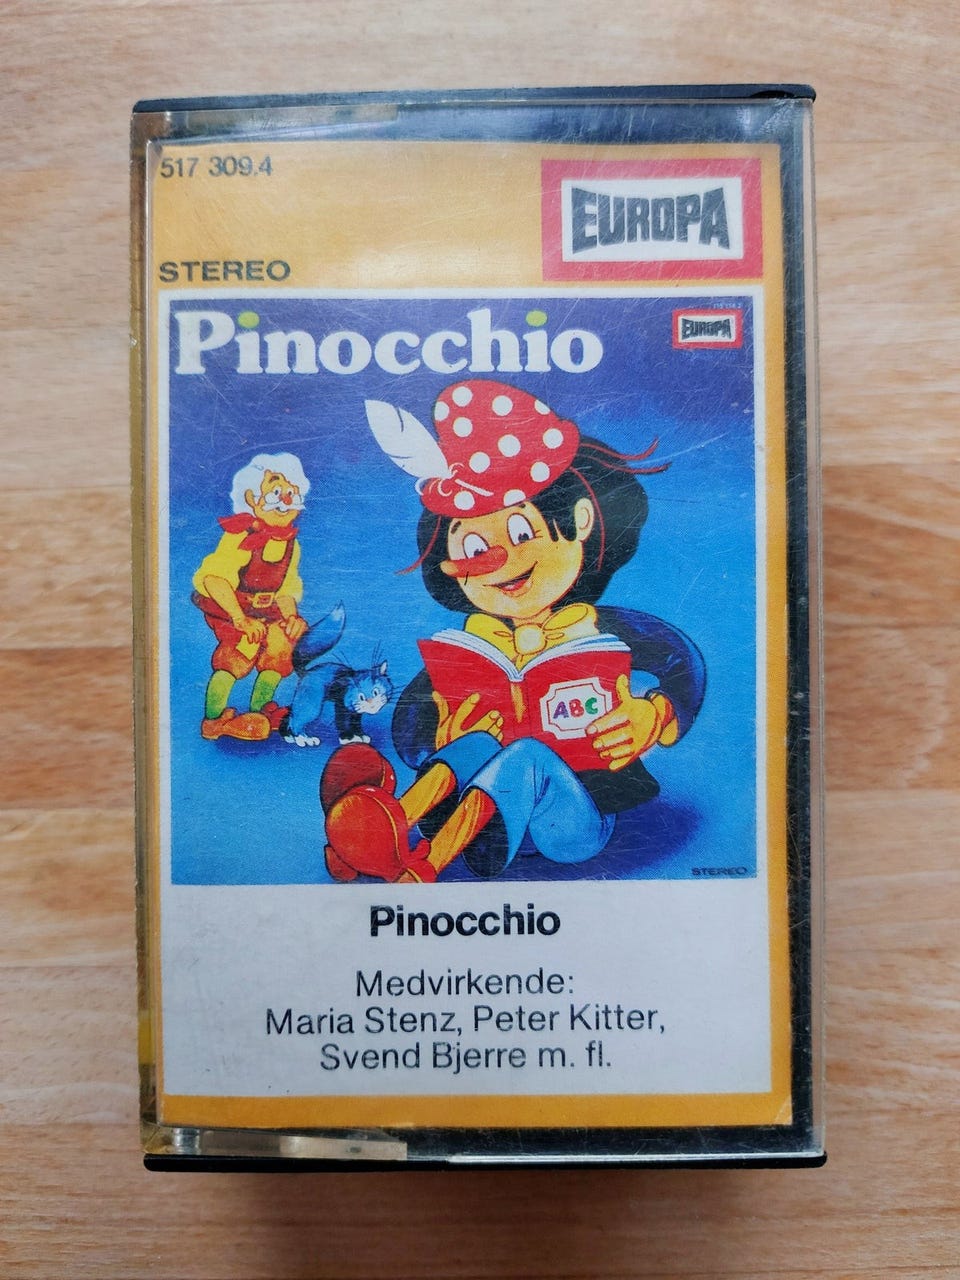 517 309.4
EUROPA
STEREO
Pinocchio
EUROPA
ABC
STEREO
Pinocchio
Medvirkende:
Maria Stenz, Peter Kitter,
Svend Bjerre m. fl.